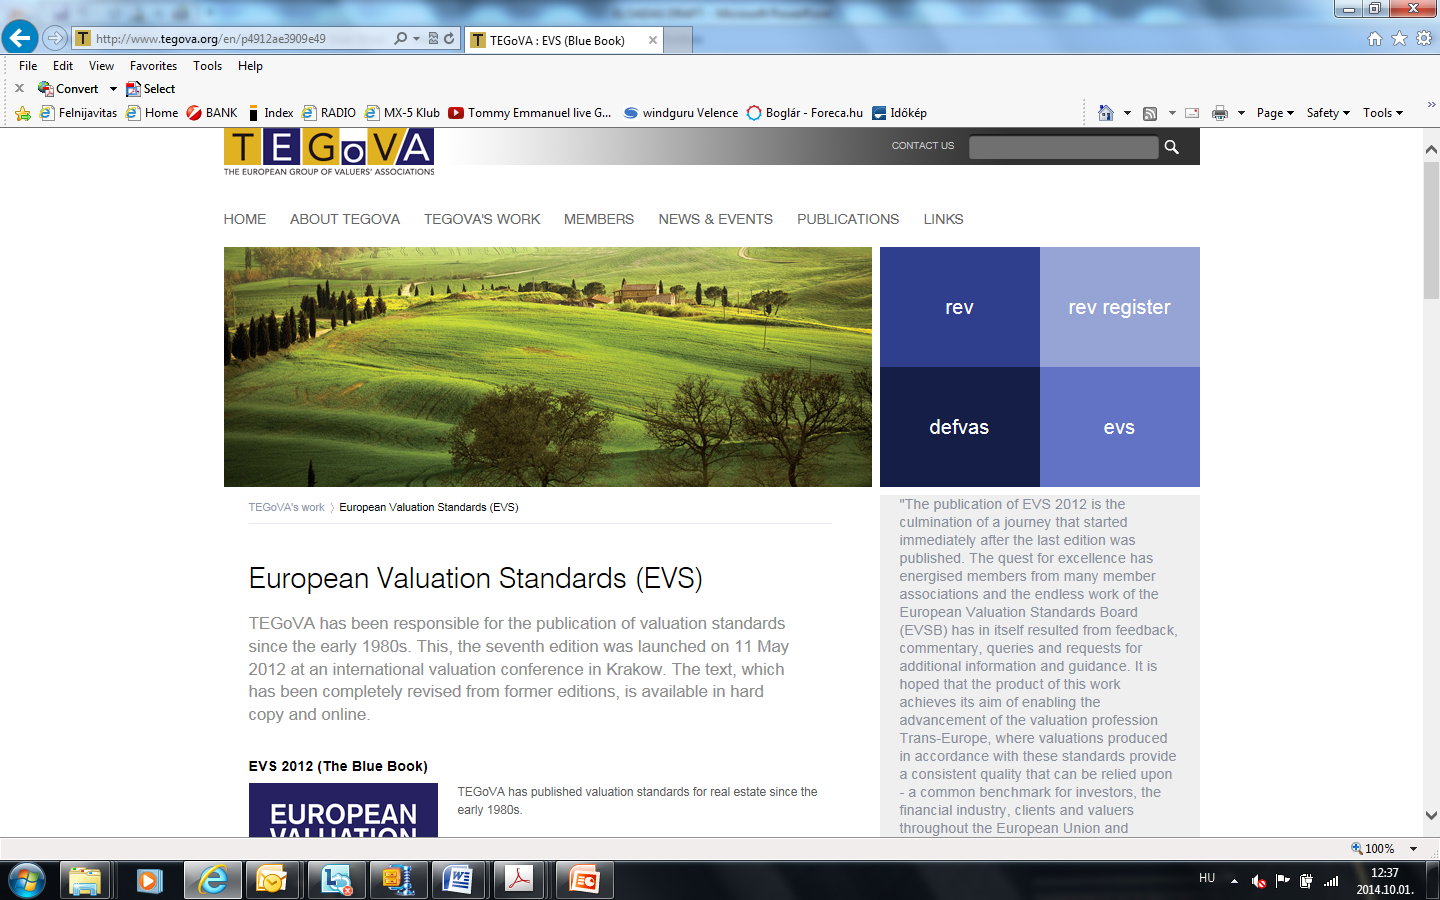 http://www.tegova.org/en/p4912ae3909e49
TEGoVA : EVS (Blue Book)
File Edit View Favorites Tools Help
Convert Select
Felnijavitas Home BANK Index RADIO MX-5 Klub Tommy Emmanuel live G... windguru Velence Boglár - Foreca.hu Időkép
Page Safety Tools
TEGoVA
THE EUROPEAN GROUP OF VALUERS' ASSOCIATIONS
CONTACT US
HOME ABOUT TEGOVA TEGOVA'S WORK MEMBERS NEWS & EVENTS PUBLICATIONS LINKS
rev
rev register
defvas
evs
TEGoVA's work 〉 European Valuation Standards (EVS)
European Valuation Standards (EVS)
TEGoVA has been responsible for the publication of valuation standards
since the early 1980s. This, the seventh edition was launched on 11 May
2012 at an international valuation conference in Krakow. The text, which
has been completely revised from former editions, is available in hard
copy and online.
EVS 2012 (The Blue Book)
EUROPEAN
VALUATION
TEGoVA has published valuation standards for real estate since the
early 1980s.
"The publication of EVS 2012 is the
culmination of a journey that started
immediately after the last edition was
published. The quest for excellence has
energised members from many member
associations and the endless work of the
European Valuation Standards Board
(EVSB) has in itself resulted from feedback,
commentary, queries and requests for
additional information and guidance. It is
hoped that the product of this work
achieves its aim of enabling the
advancement of the valuation profession
Trans-Europe, where valuations produced
in accordance with these standards provide
a consistent quality that can be relied upon
- a common benchmark for investors, the
financial industry, clients and valuers
throughout the European Union and
100%
HU
12:37
2014.10.01.